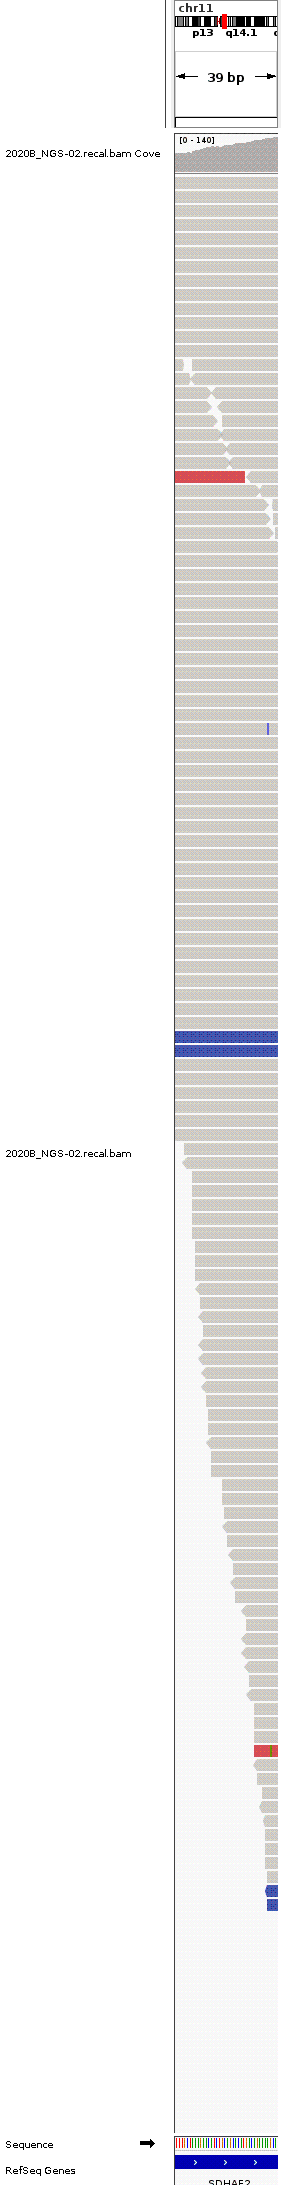 chr11
p13 q14.1
39 bp
[0 - 140]
2020B_NGS-02.recal.bam Cove
2020B_NGS-02.recal.bam
Sequence
RefSeq Genes
SDHAF2